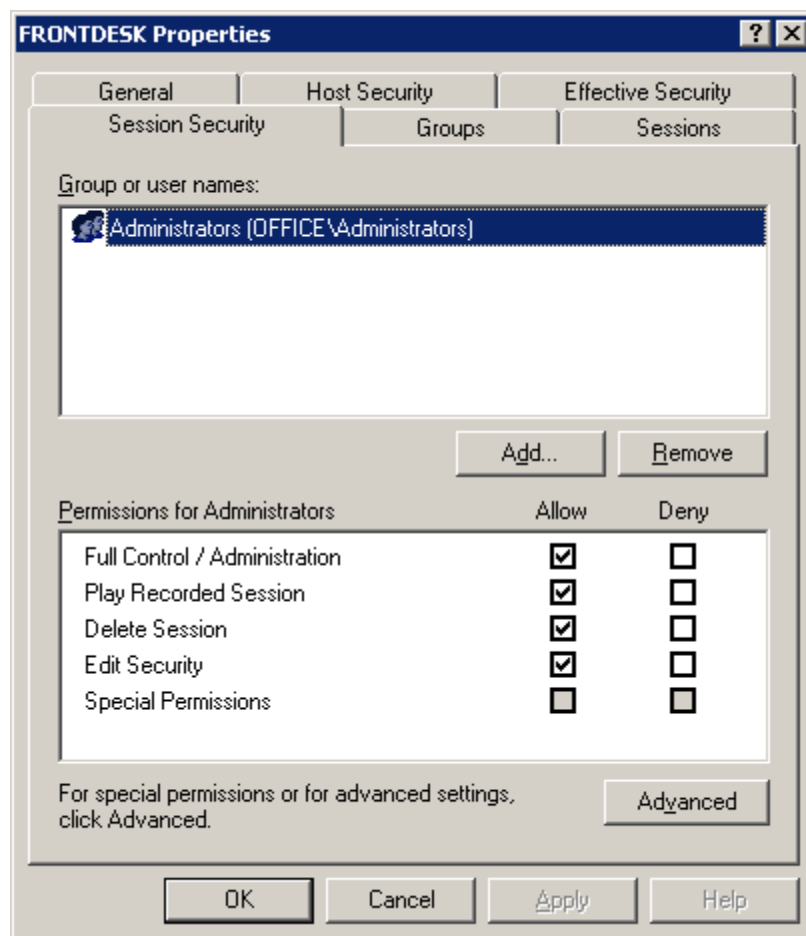 FRONTDESK Properties
General Host Security Effective Security
Session Security Groups Sessions
Group or user names:
Administrators (OFFICE\Administrators)
Add... Remove
Permissions for Administrators Allow Deny
Full Control / Administration
Play Recorded Session
Delete Session
Edit Security
Special Permissions
For special permissions or for advanced settings,
click Advanced.
Advanced
OK Cancel Apply Help